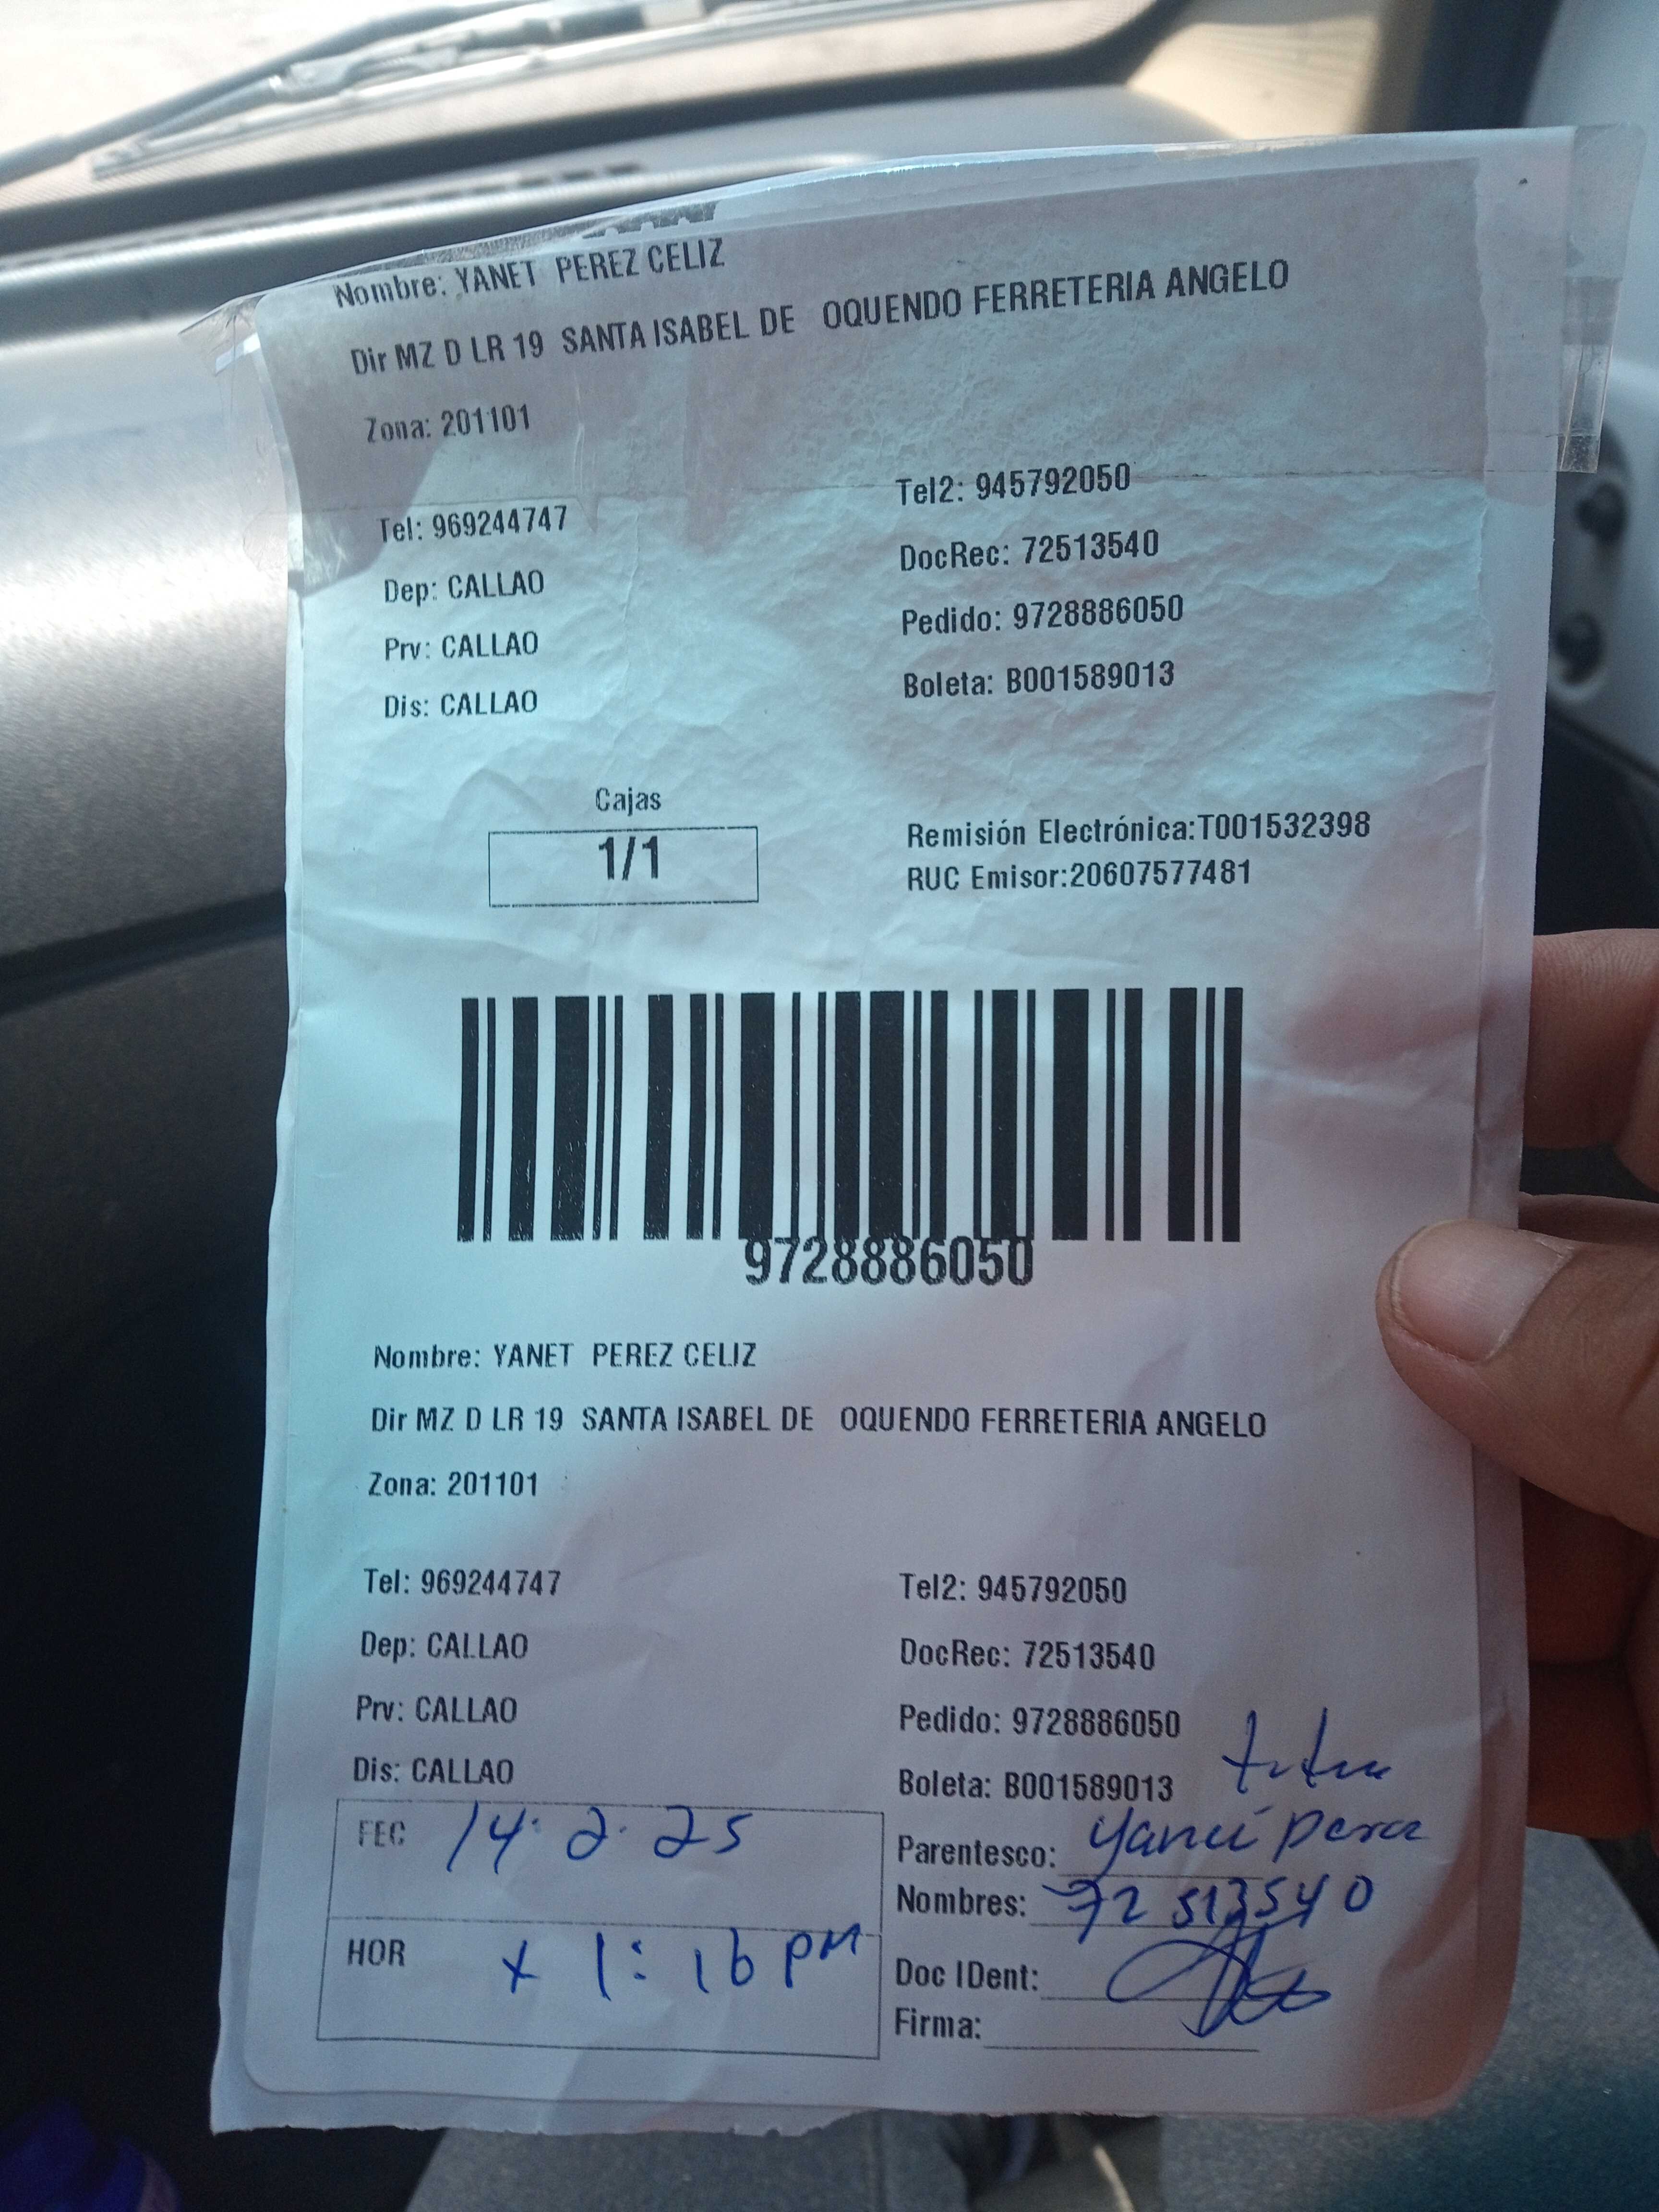 Nombre: YANET PEREZ CELIZ
Dir MZ D LR 19 SANTA ISABEL DE OQUENDO FERRETERIA ANGELO
Zona: 201101
Tel: 969244747 Tel2: 945792050
Dep: CALLAO DocRec: 72513540
Prv: CALLAO Pedido: 9728886050
Dis: CALLAO Boleta: B001589013
Cajas
1/1
Remisión Electrónica:T001532398
RUC Emisor:20607577481
9728886050
Nombre: YANET PEREZ CELIZ
Dir MZ D LR 19 SANTA ISABEL DE OQUENDO FERRETERIA ANGELO
Zona: 201101
Tel: 969244747 Tel2: 945792050
Dep: CALLAO DocRec: 72513540
Prv: CALLAO Pedido: 9728886050
Dis: CALLAO Boleta: B001589013
FEC 14.2.25
HOR x 1:16 PM
Parentesco:
Nombres: 72513540
Doc IDent:
Firma: